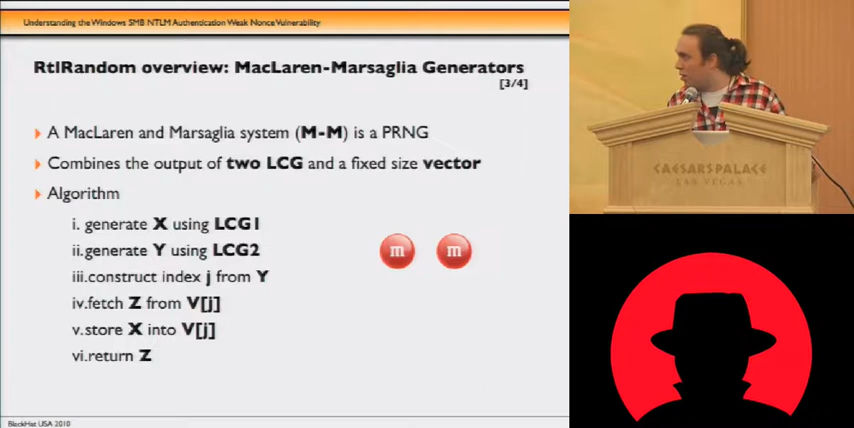 Understanding the Windows SMB NTLM Authentication Weak Nonce Vulnerability
RtlRandom overview: MacLaren-Marsaglia Generators
[3/4]
A MacLaren and Marsaglia system (M-M) is a PRNG
Combines the output of two LCG and a fixed size vector
Algorithm
i. generate X using LCG1
ii.generate Y using LCG2
iii.construct index j from Y
iv.fetch Z from V[j]
v.store X into V[j]
vi.return Z
m m
BlackHat USA 2010
CAESARS PALACE
LAS VEGAS